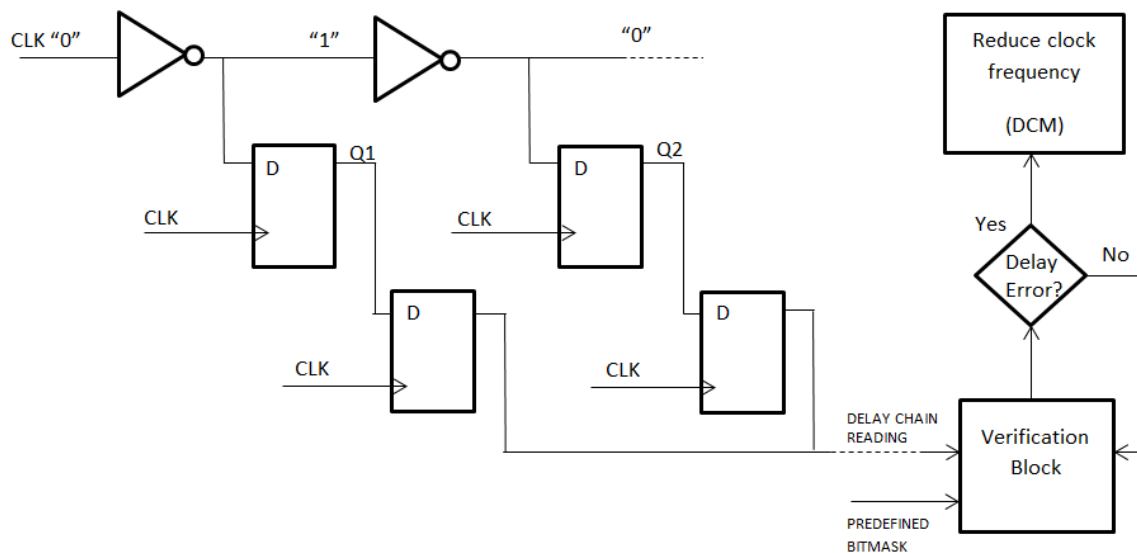 CLK “0”
“1”
“0”
Reduce clock
frequency
(DCM)
D
Q1
CLK
D
Q2
CLK
Yes
No
Delay
Error?
D
CLK
D
CLK
DELAY CHAIN
READING
Verification
Block
PREDEFINED
BITMASK